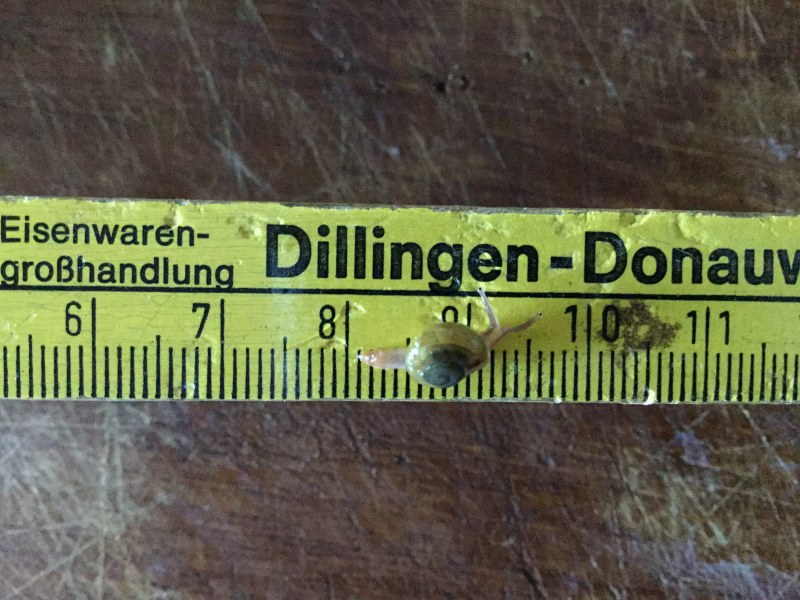 Eisenwaren-
großhandlung
Dillingen-Donauw
6 7 8 9 10 11